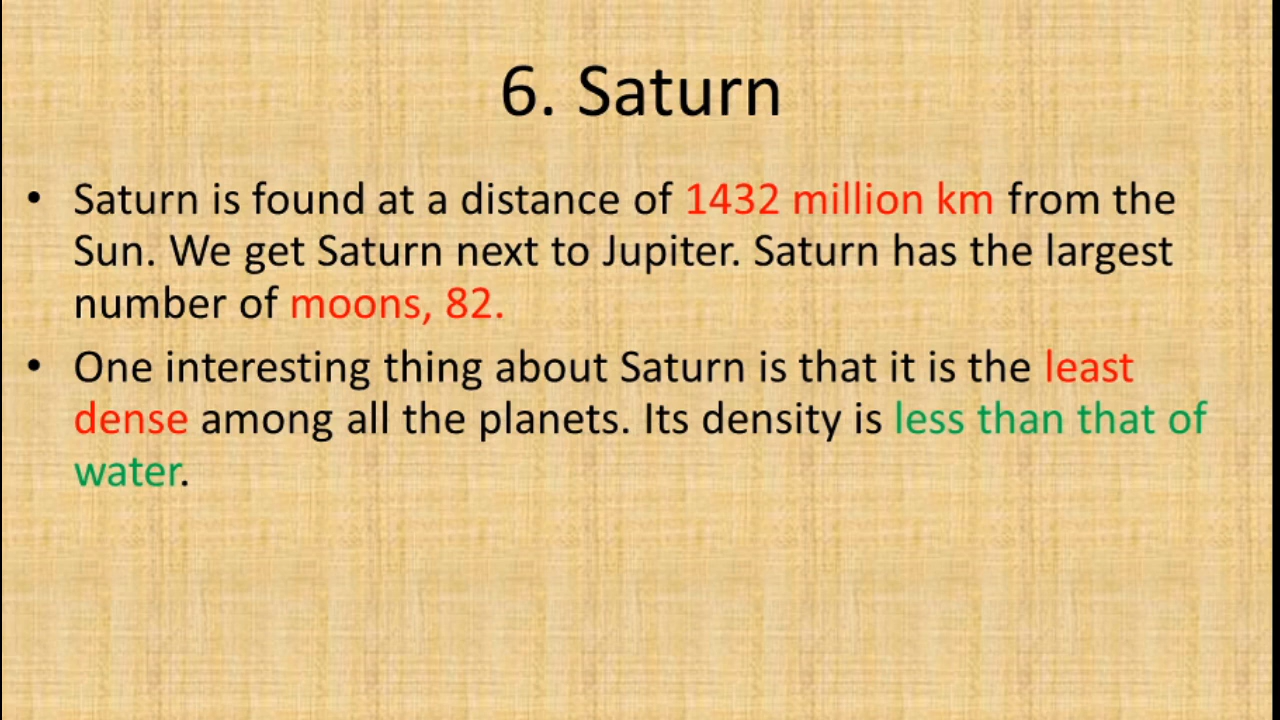 6. Saturn
• Saturn is found at a distance of 1432 million km from the
Sun. We get Saturn next to Jupiter. Saturn has the largest
number of moons, 82.
• One interesting thing about Saturn is that it is the least
dense among all the planets. Its density is less than that of
water.